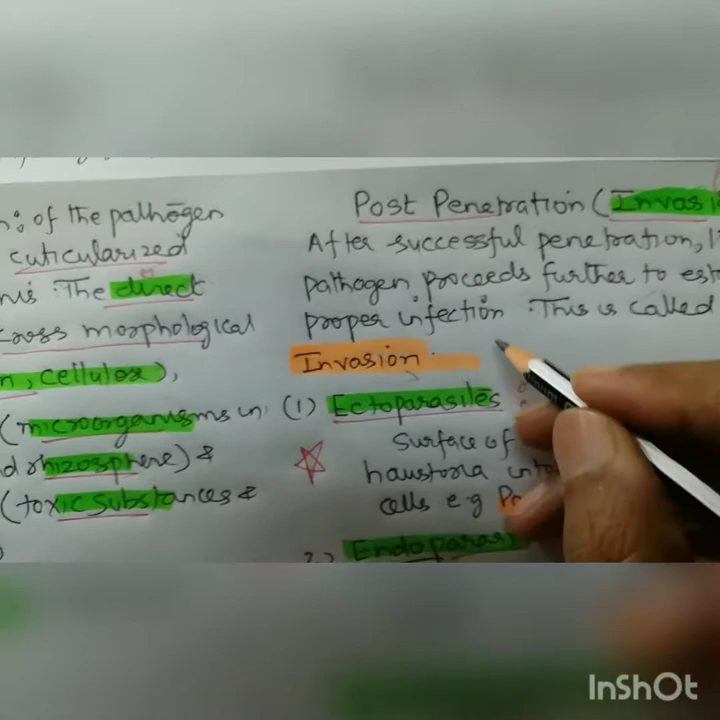 n: of the pathogen
cuticularized
The direct
cross morphological
n, cellulox),
(microorganisms in
d rhizosphere) &
(toxic substances &
Post Penetration (Invasi
After successful penetration,
pathogen proceeds further to est
proper infection. This is called
Invasion.
(1) Ectoparasites
Surface of
haustoria into
cells e.g
2) Endoparas
InShOt